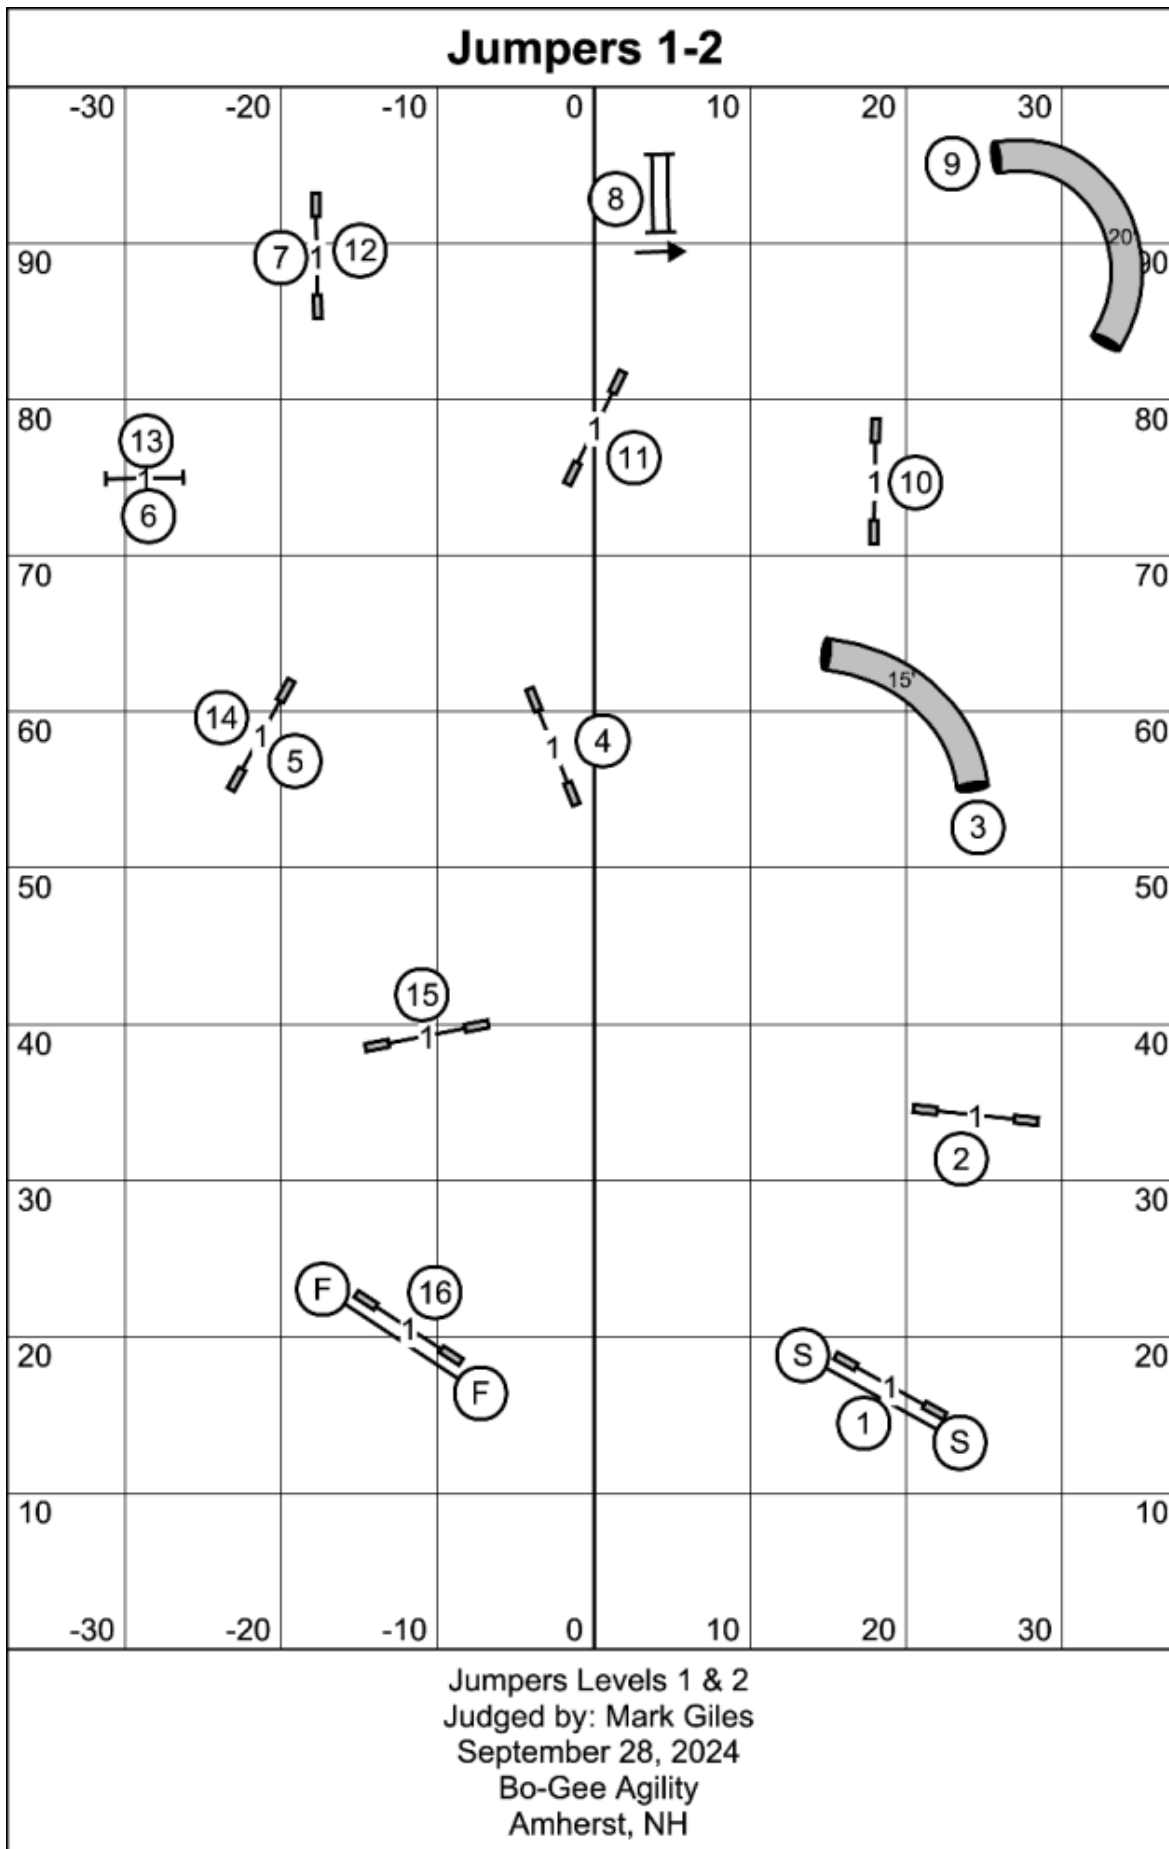 Jumpers 1-2
-30 -20 -10 0 10 20 30
9
8
20'
7 1 12
90 90
80 80
13
1
6
1
11
1 10
70 70
15'
14
1
5
1
4
60 60
3
50 50
15
1
40 40
1
2
30 30
F
16
1
F
20 20
S
1
1
S
10 10
-30 -20 -10 0 10 20 30
Jumpers Levels 1 & 2
Judged by: Mark Giles
September 28, 2024
Bo-Gee Agility
Amherst, NH